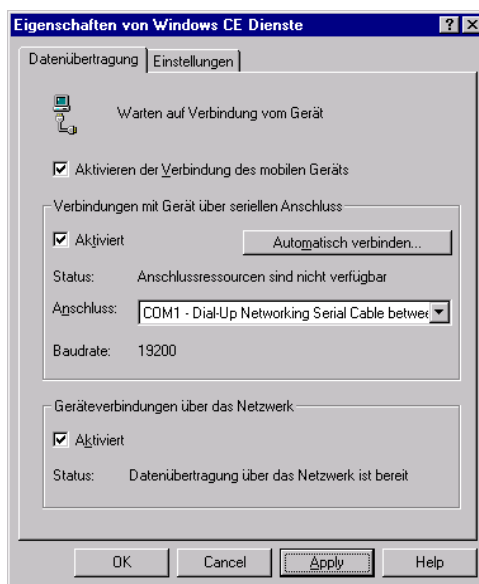 Eigenschaften von Windows CE Dienste
Datenübertragung Einstellungen
Warten auf Verbindung vom Gerät
Aktivieren der Verbindung des mobilen Geräts
Verbindungen mit Gerät über seriellen Anschluss
Aktiviert Automatisch verbinden...
Status: Anschlussressourcen sind nicht verfügbar
Anschluss: COM1 - Dial-Up Networking Serial Cable betwee
Baudrate: 19200
Geräteverbindungen über das Netzwerk
Aktiviert
Status: Datenübertragung über das Netzwerk ist bereit
OK Cancel Apply Help